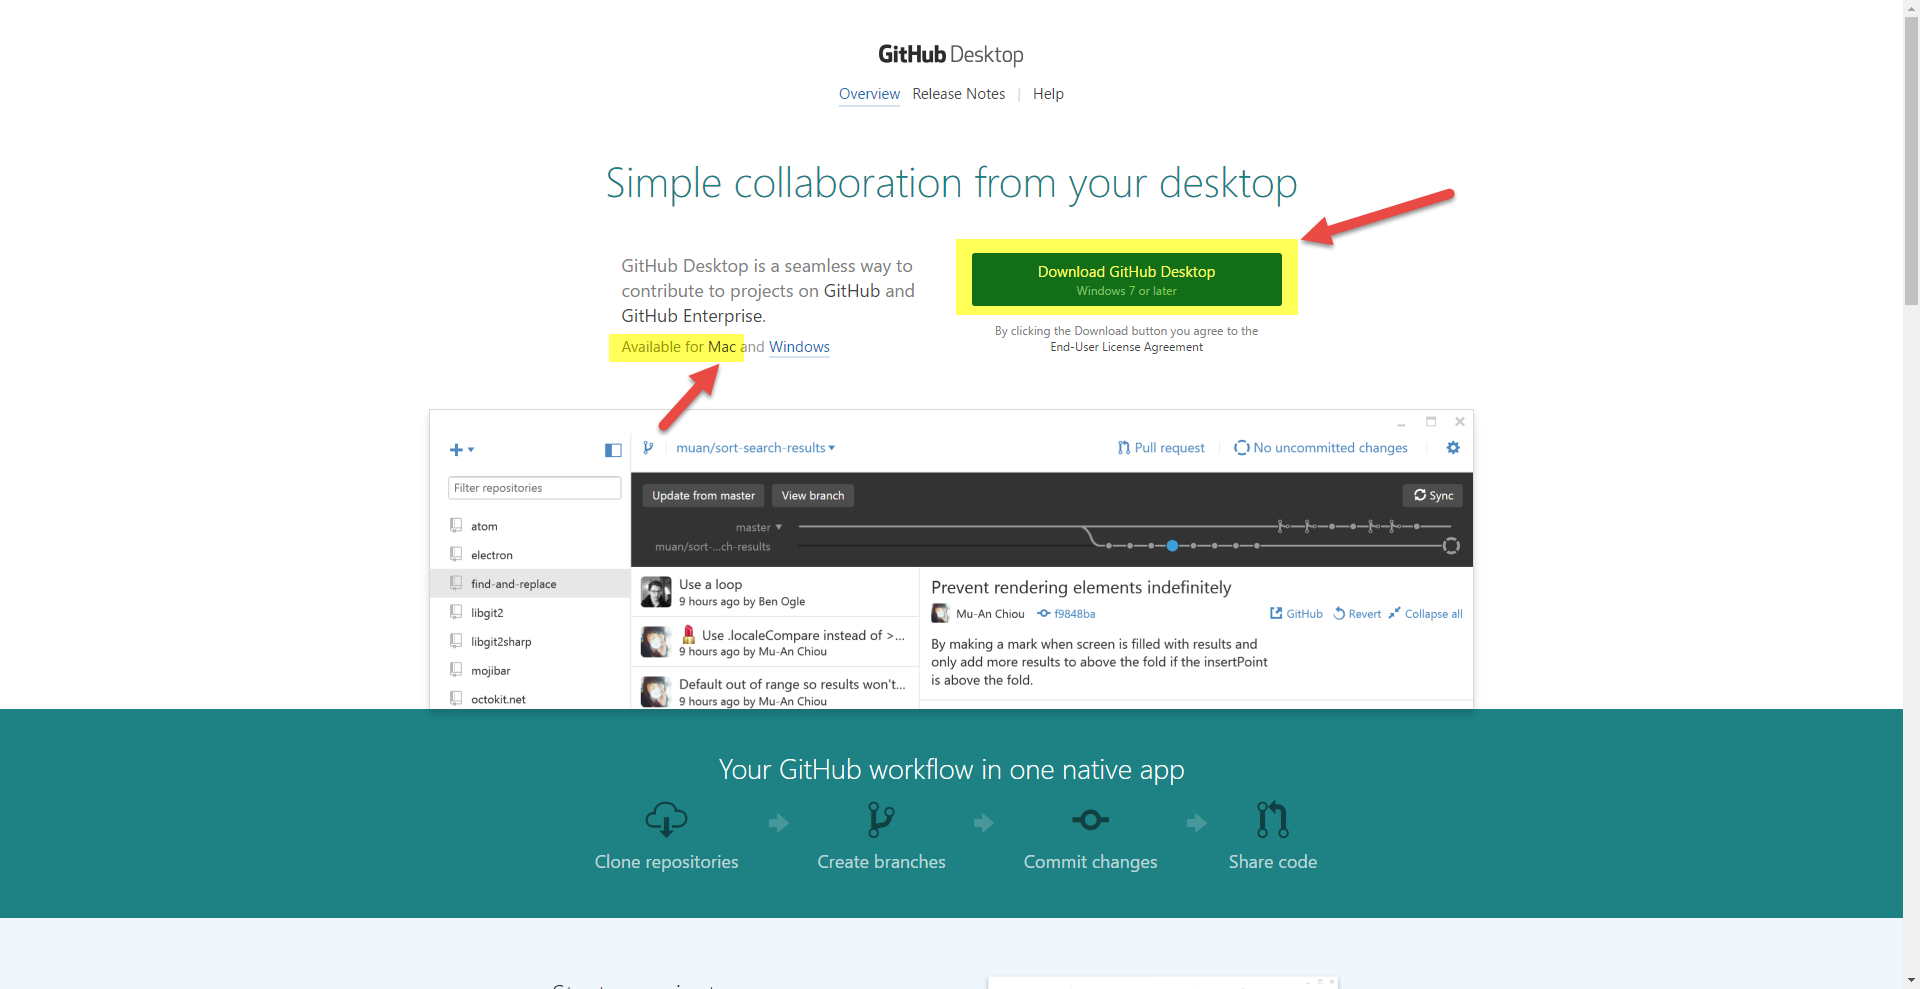 GitHub Desktop
Overview Release Notes | Help
Simple collaboration from your desktop
GitHub Desktop is a seamless way to
contribute to projects on GitHub and
GitHub Enterprise.
Available for Mac and Windows
Download GitHub Desktop
Windows 7 or later
By clicking the Download button you agree to the
End-User License Agreement
muan/sort-search-results
Pull request
No uncommitted changes
Filter repositories
atom
electron
find-and-replace
libgit2
libgit2sharp
mojibar
octokit.net
Update from master
View branch
Sync
master
muan/sort-...ch-results
Use a loop
9 hours ago by Ben Ogle
Use .localeCompare instead of >...
9 hours ago by Mu-An Chiou
Default out of range so results won't...
9 hours ago by Mu-An Chiou
Prevent rendering elements indefinitely
Mu-An Chiou f9848ba
GitHub Revert Collapse all
By making a mark when screen is filled with results and
only add more results to above the fold if the insertPoint
is above the fold.
Your GitHub workflow in one native app
Clone repositories
Create branches
Commit changes
Share code